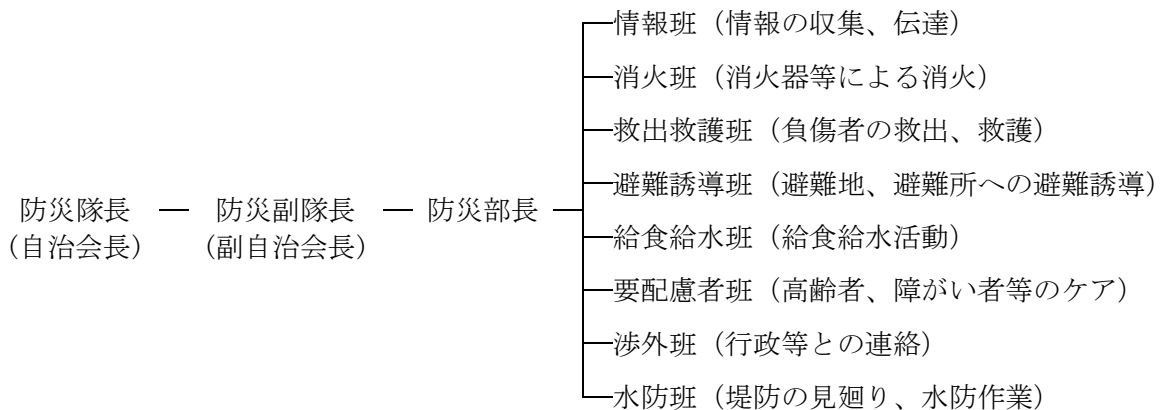 防災隊長
(自治会長)
防災副隊長
(副自治会長)
防災部長
情報班（情報の収集、伝達）
消火班（消火器等による消火）
救出救護班（負傷者の救出、救護）
避難誘導班（避難地、避難所への避難誘導）
給食給水班（給食給水活動）
要配慮者班（高齢者、障がい者等のケア）
渉外班（行政等との連絡）
水防班（堤防の見廻り、水防作業）